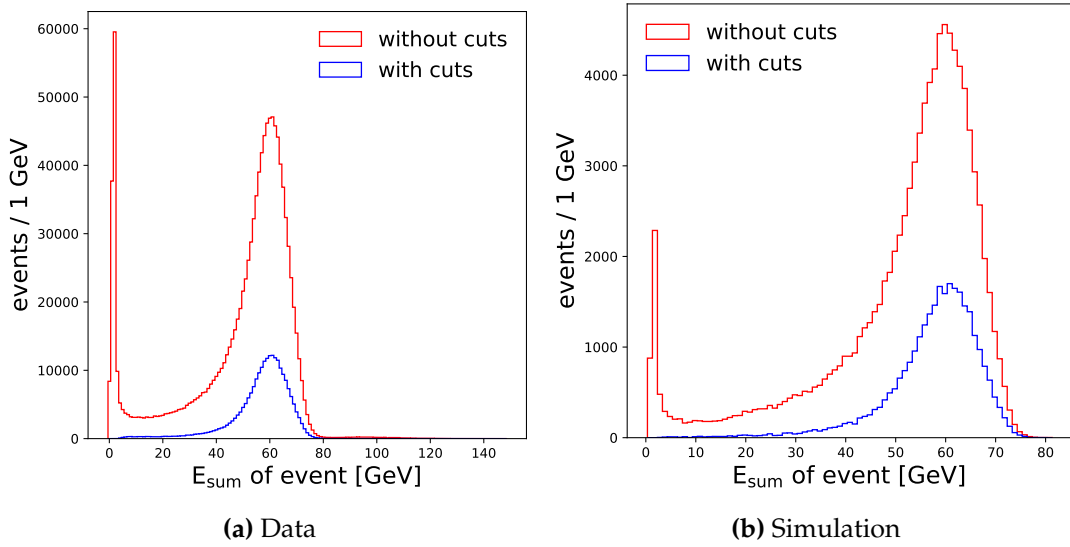 60000
50000
40000
30000
20000
10000
0
events / 1 GeV
without cuts
with cuts
0 20 40 60 80 100 120 140
E_sum of event [GeV]
(a) Data
4000
3000
2000
1000
0
events / 1 GeV
without cuts
with cuts
0 10 20 30 40 50 60 70 80
E_sum of event [GeV]
(b) Simulation